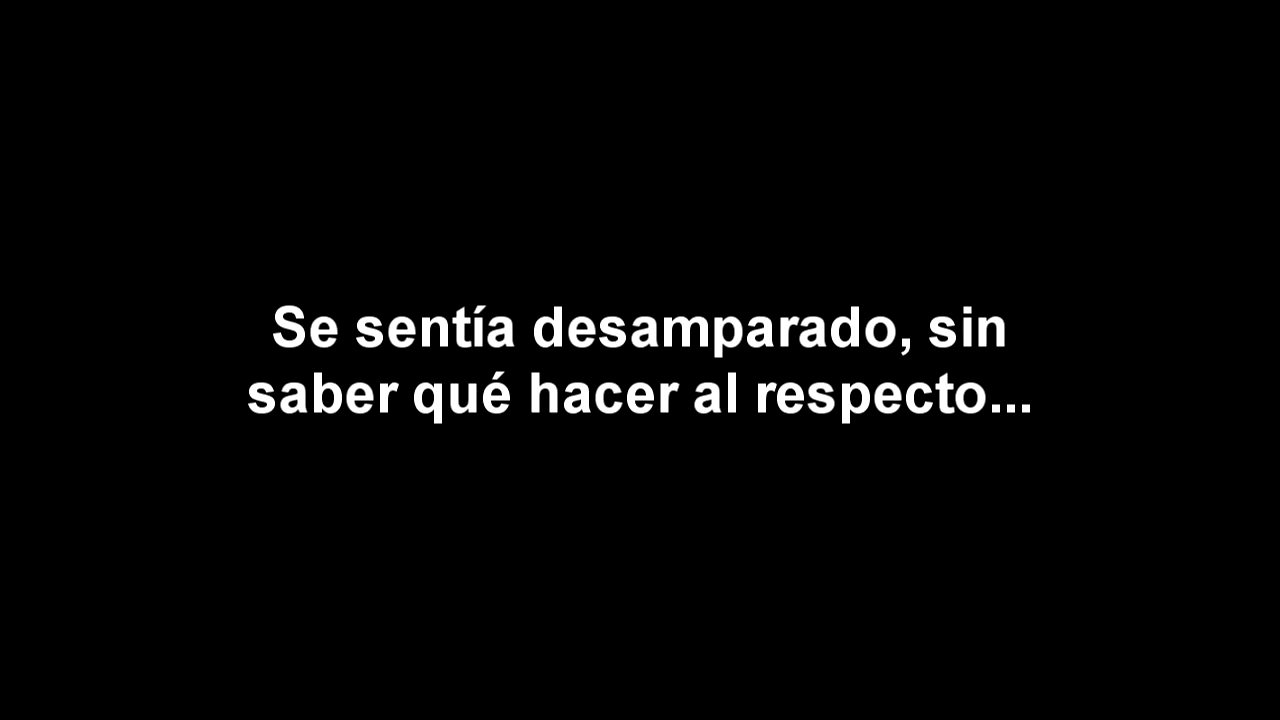 Se sentía desamparado, sin
saber qué hacer al respecto...